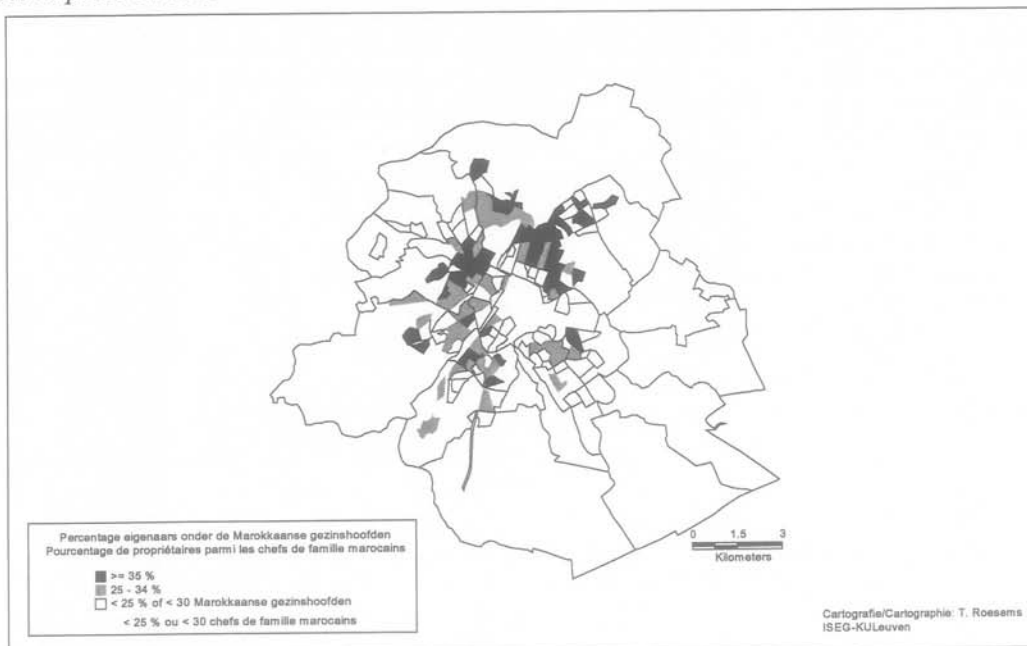 0 1.5 3
Kilometers
Percentage eigenaars onder de Marokkaanse gezinshoofden
Pourcentage de propriétaires parmi les chefs de famille marocains
>= 35 %
25 - 34 %
< 25 % of < 30 Marokkaanse gezinshoofden
< 25 % ou < 30 chefs de famille marocains
Cartografie/Cartographie: T. Roesems
ISEG-KULeuven